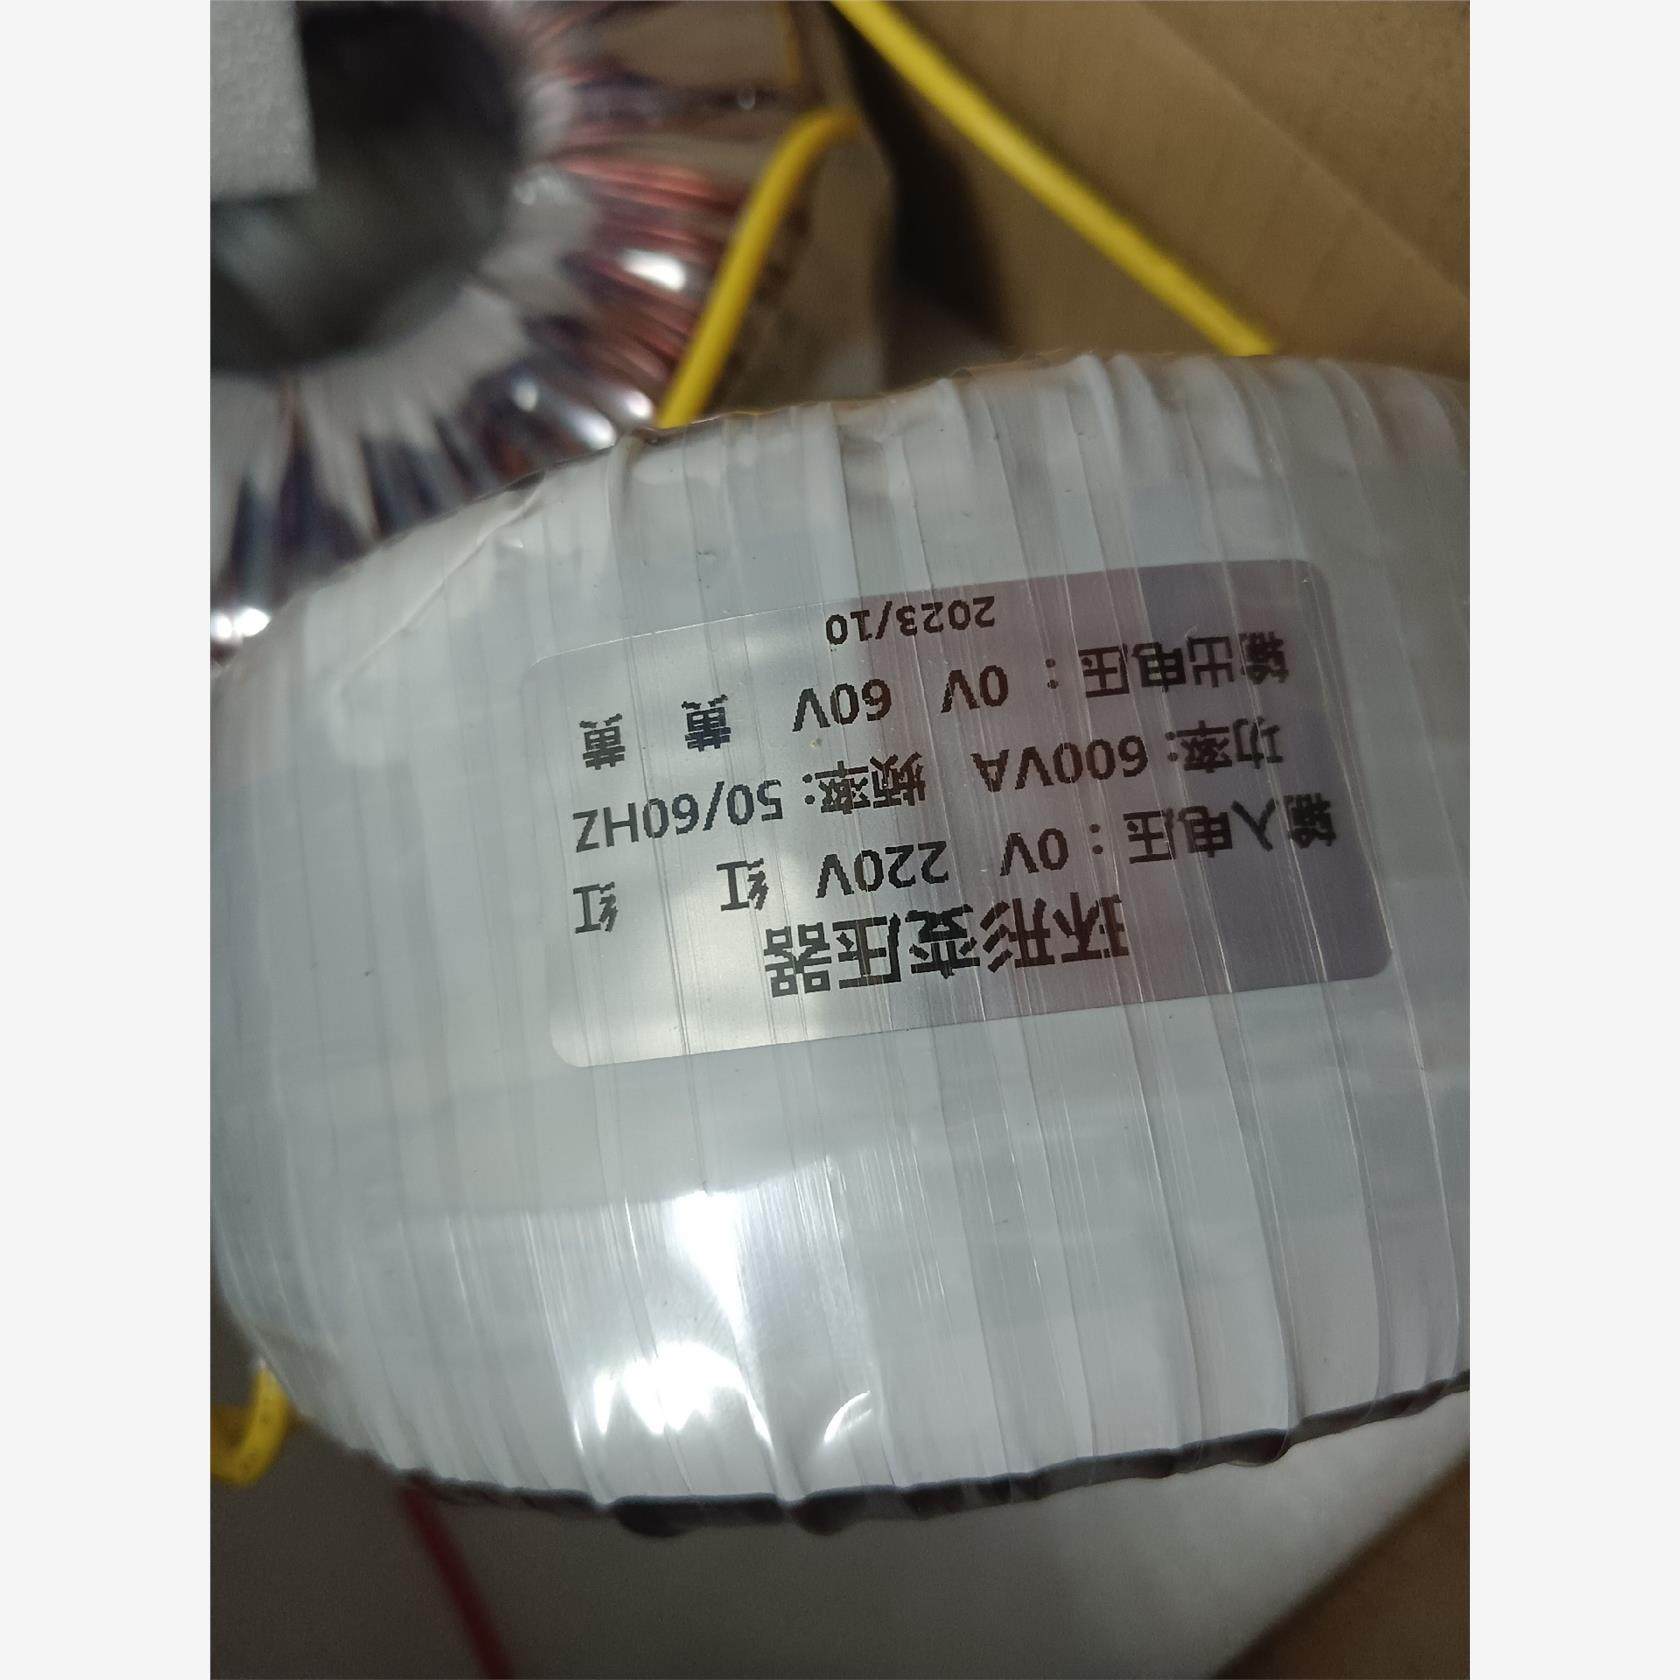 环形变压器
输入电压：0V 220V 红 红
功率：600VA 频率：50/60HZ
输出电压：0V 60V 黄 黄
2023/10